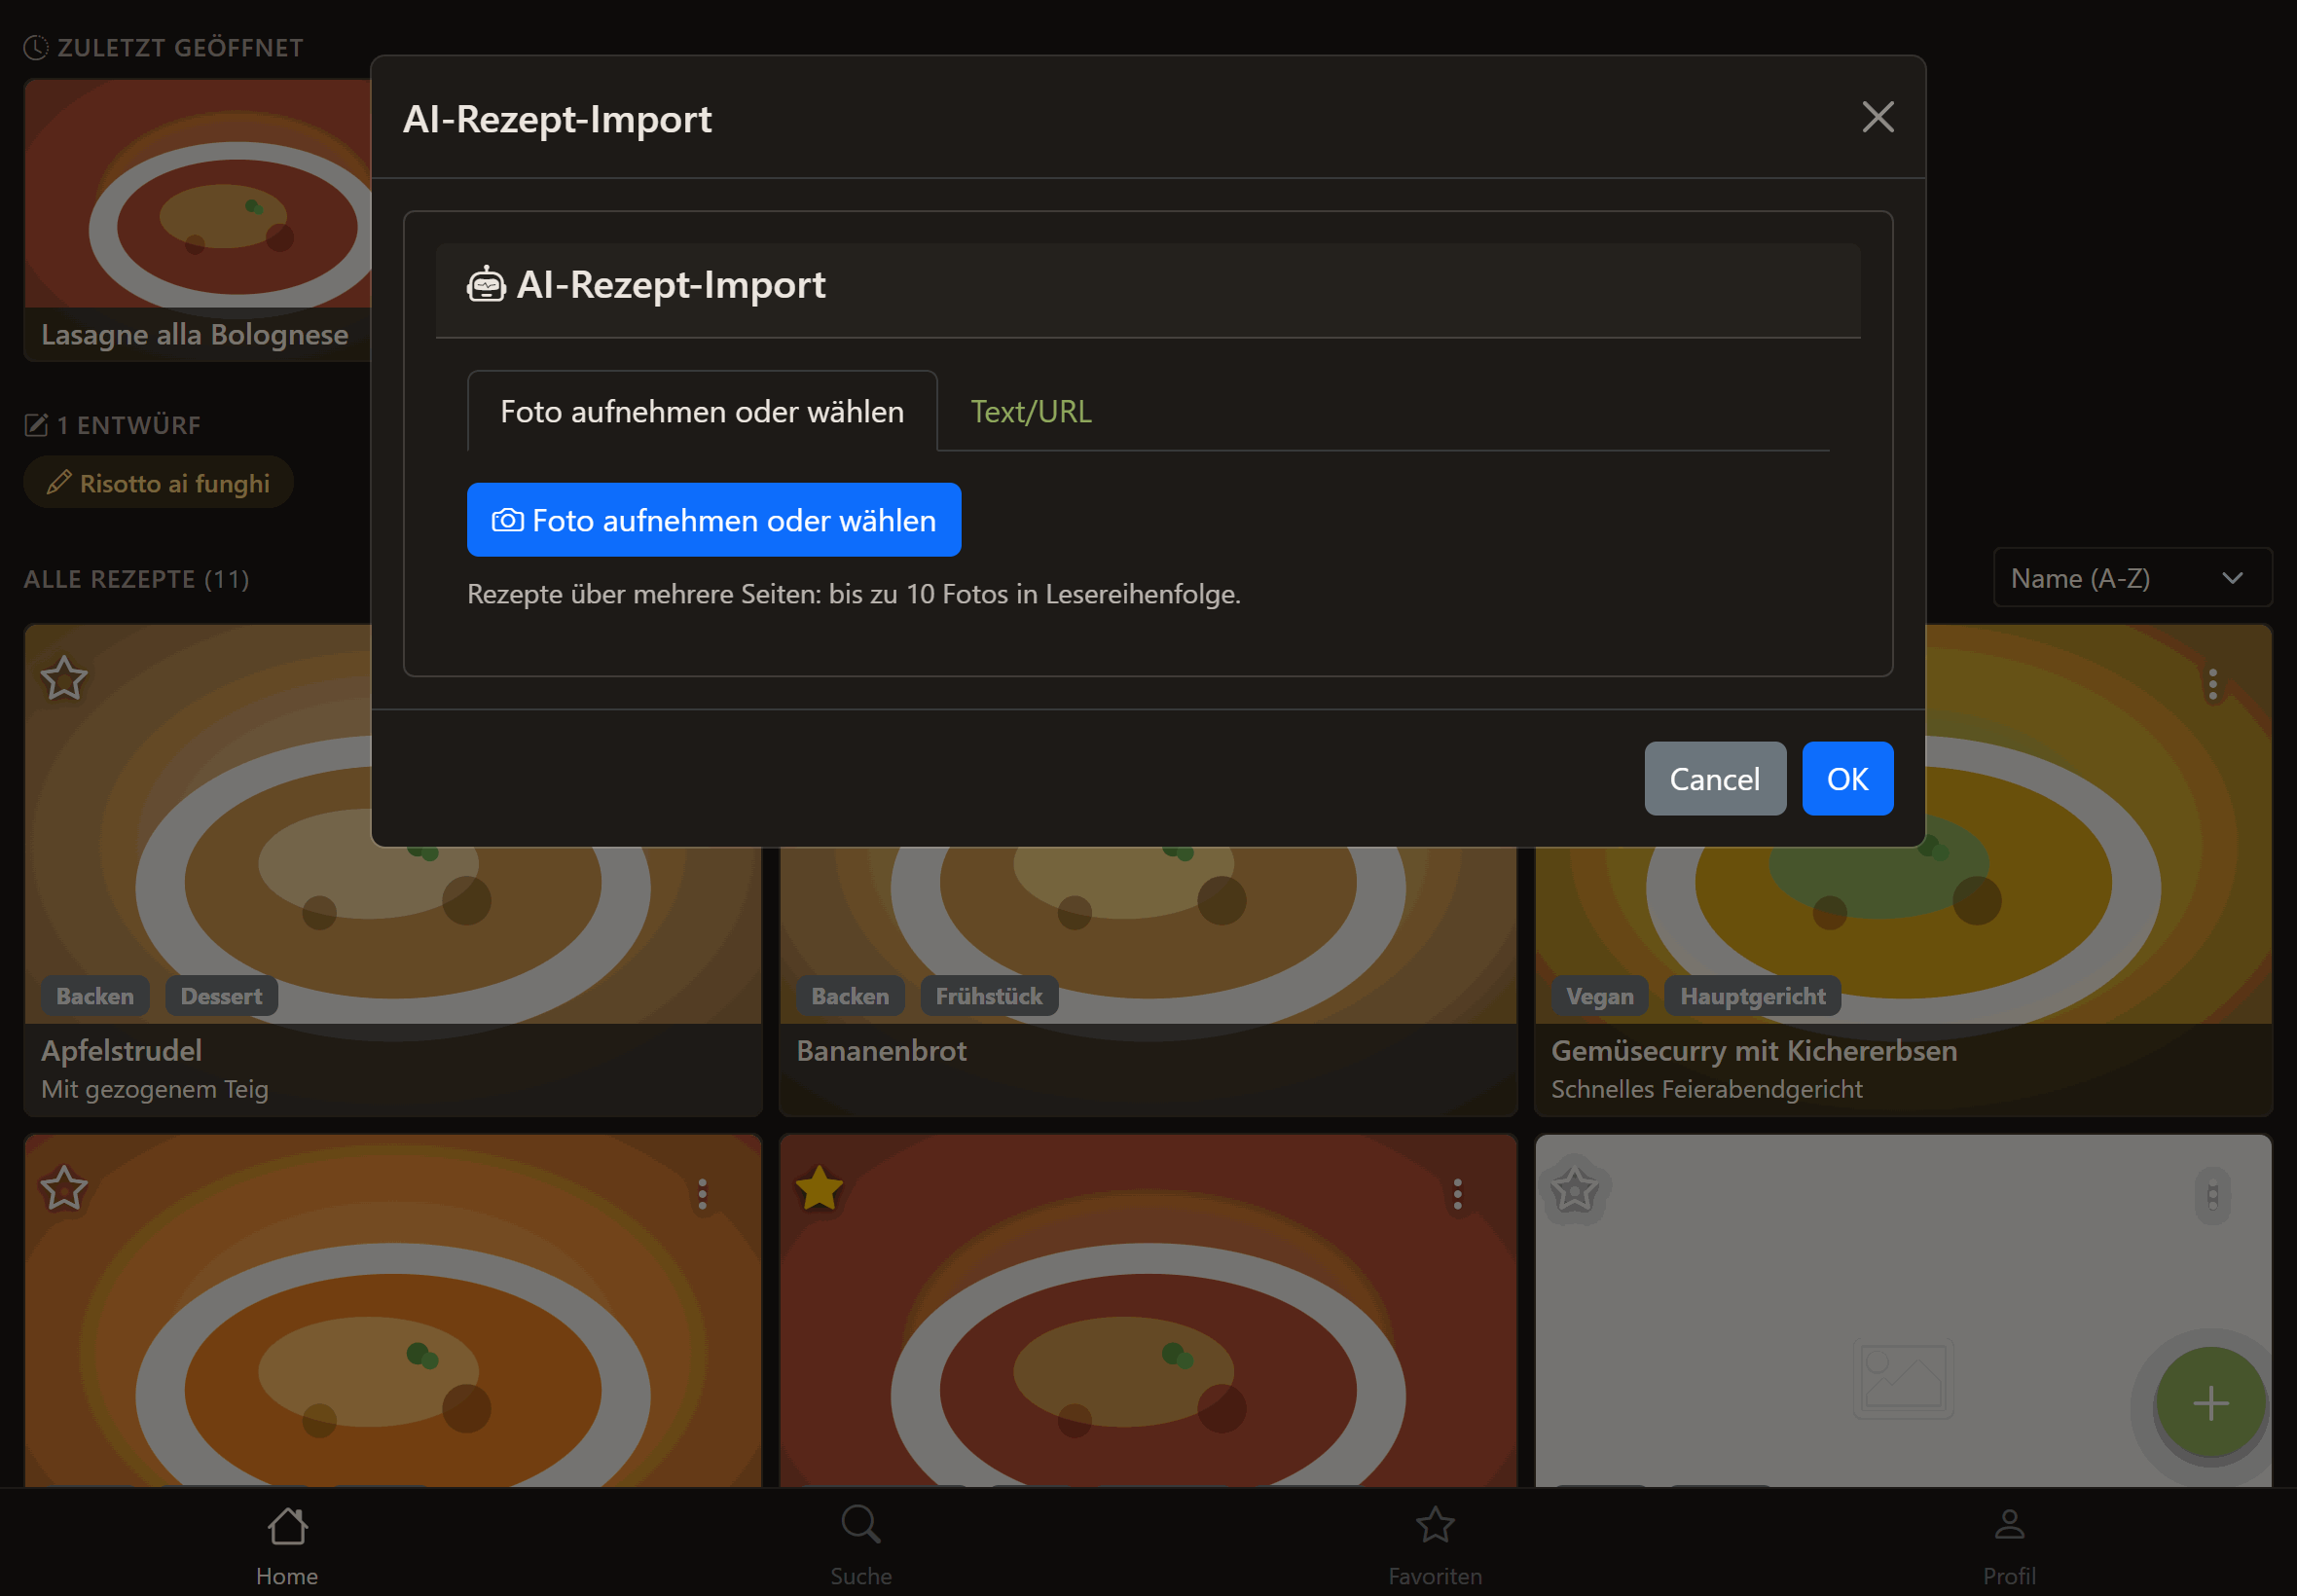 ZULETZT GEÖFFNET
Lasagne alla Bolognese
1 ENTWÜRF
Risotto ai funghi
ALLE REZEPTE (11)
Name (A-Z)
AI-Rezept-Import
AI-Rezept-Import
Foto aufnehmen oder wählen
Text/URL
Foto aufnehmen oder wählen
Rezepte über mehrere Seiten: bis zu 10 Fotos in Lesereihenfolge.
Cancel
OK
Backen
Dessert
Apfelstrudel
Mit gezogenem Teig
Backen
Frühstück
Bananenbrot
Vegan
Hauptgericht
Gemüsecurry mit Kichererbsen
Schnelles Feierabendgericht
Home
Suche
Favoriten
Profil